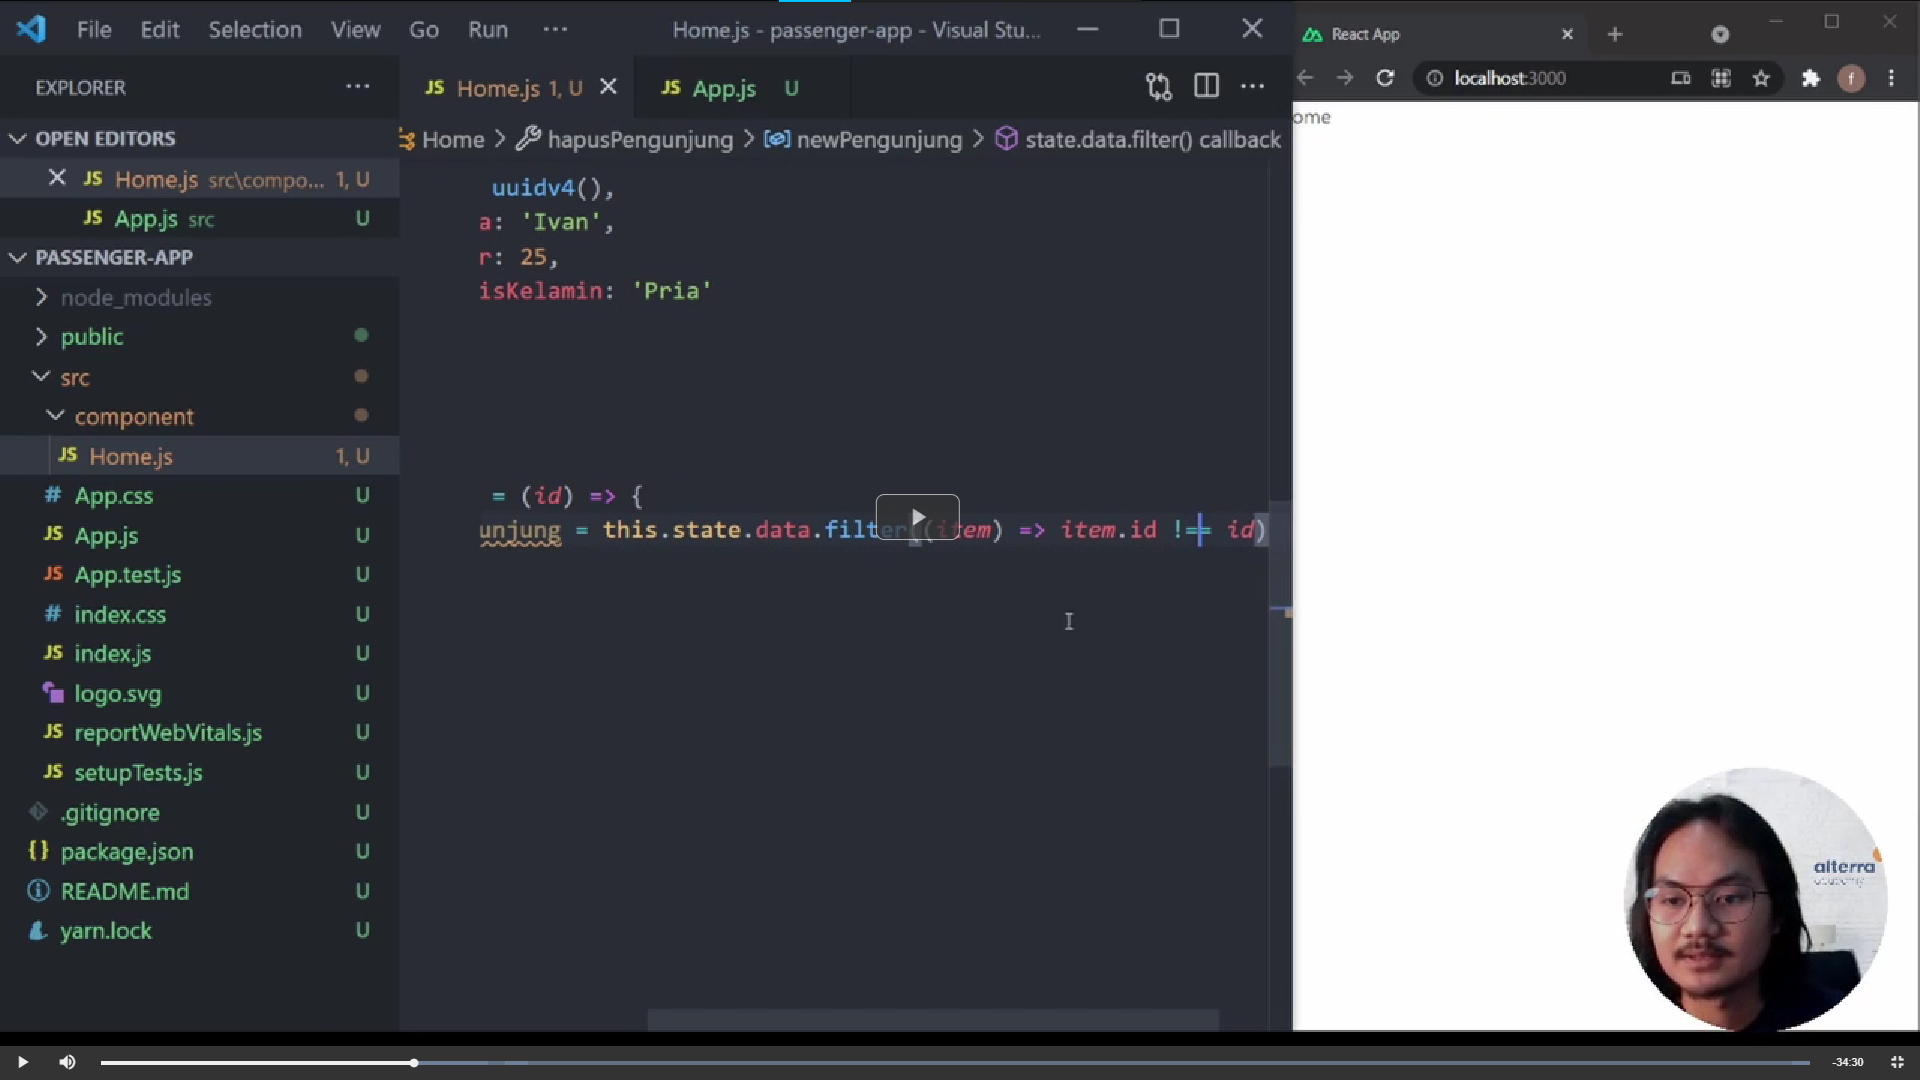 File Edit Selection View Go Run ··· Home.js - passenger-app - Visual Stu...
EXPLORER ···
JS Home.js 1, U
JS App.js U
Home > hapusPengunjung > newPengunjung > state.data.filter() callback
OPEN EDITORS
JS Home.js src\compo... 1, U
JS App.js src U
PASSENGER-APP
node_modules
public
src
component
JS Home.js 1, U
# App.css U
JS App.js U
JS App.test.js U
# index.css U
JS index.js U
logo.svg U
JS reportWebVitals.js U
JS setupTests.js U
.gitignore U
{} package.json U
README.md U
yarn.lock U
uuidv4(),
a: 'Ivan',
r: 25,
isKelamin: 'Pria'
= (id) => {
unjung = this.state.data.filter((item) => item.id !== id)
React App
localhost:3000
f
ome
alterra
academy
-34:30